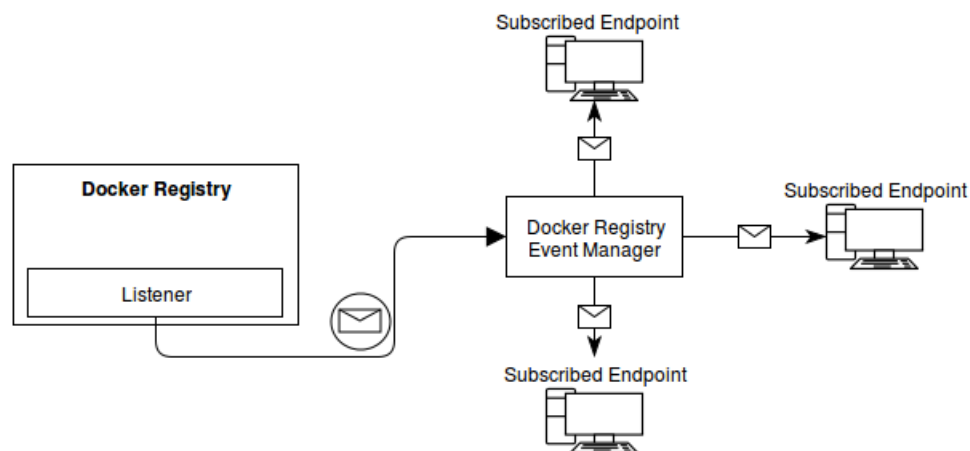 Subscribed Endpoint
Docker Registry
Listener
Docker Registry
Event Manager
Subscribed Endpoint
Subscribed Endpoint